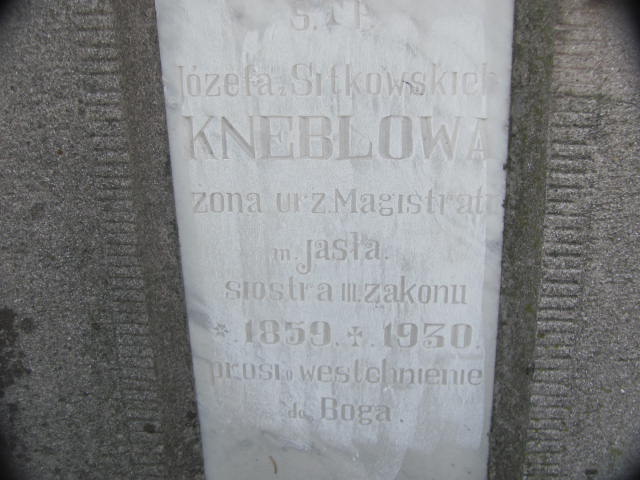 Ś. † P.
Józefa z Sitkowskich
KNEBLOWA
żona urz. Magistratu
m. Jasła.
siostra III. zakonu
*. 1859. †. 1930.
prosi o westchnienie
do Boga.